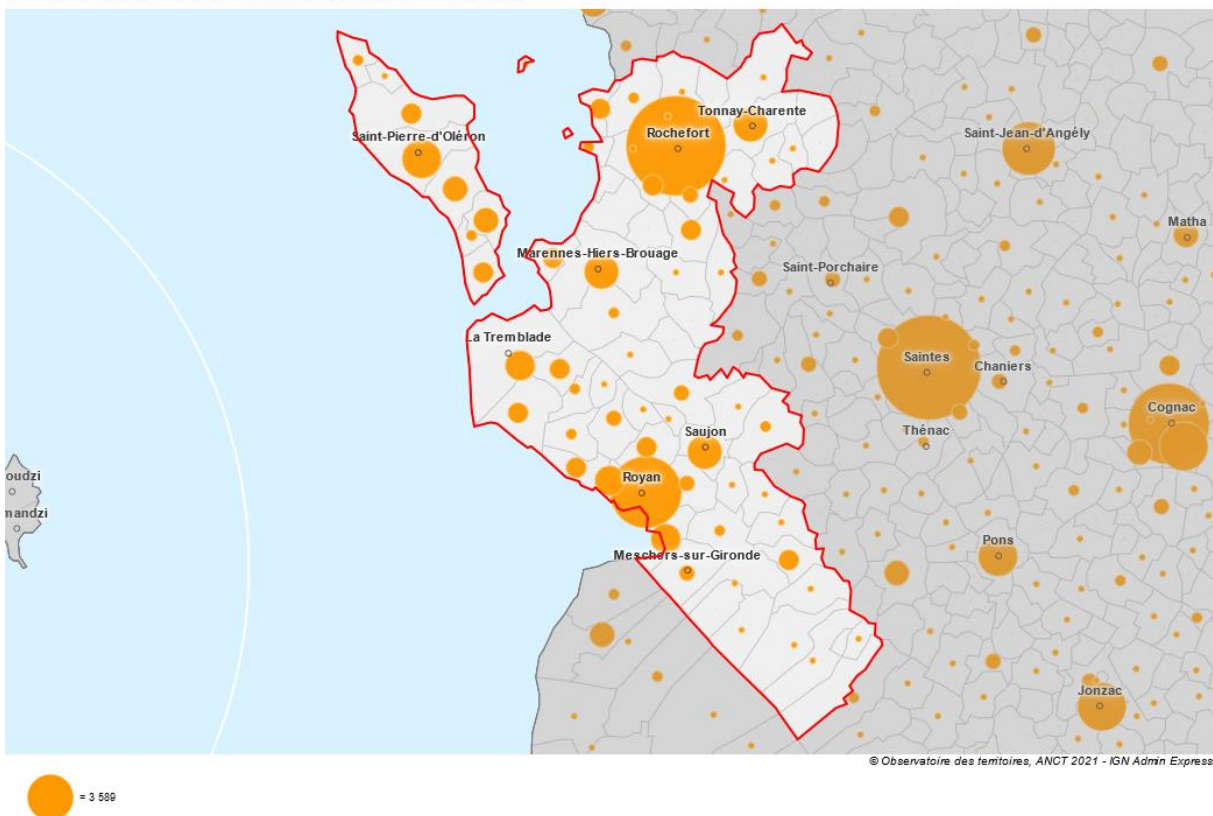 Tonnay-Charente
Rochefort
Saint-Jean-d'Angély
Saint-Pierre-d'Oléron
Matha
Marennes-Hiers-Brouage
Saint-Porchaire
La Tremblade
Saintes
Chaniers
Cognac
Thénac
Saujon
Royan
oudzi
mandzi
Pons
Meschers-sur-Gironde
Jonzac
© Observatoire des territoires, ANCT 2021 - IGN Admin Express
= 3 589